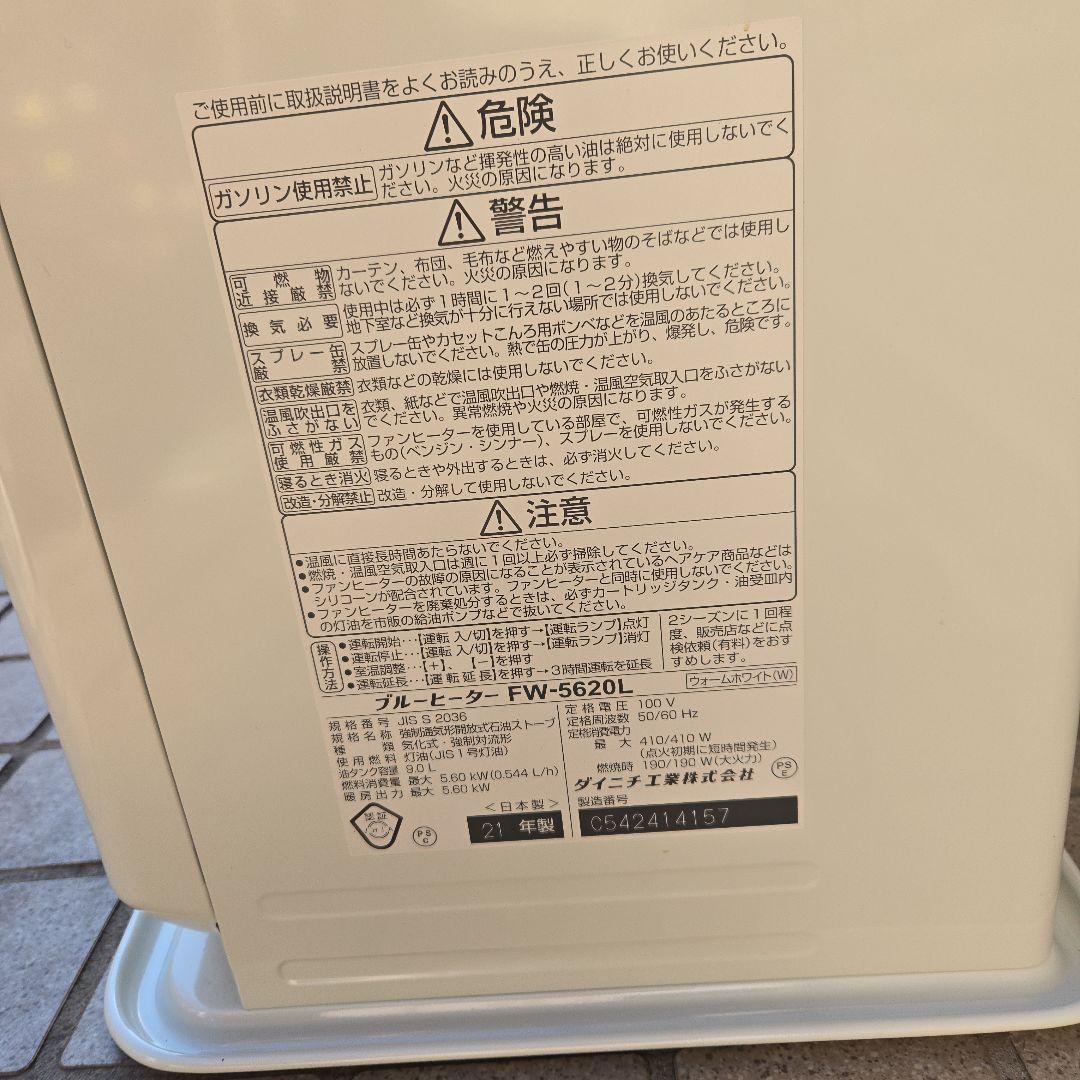 ご使用前に取扱説明書をよくお読みのうえ、正しくお使いください。
危険
ガソリン使用禁止
ガソリンなど揮発性の高い油は絶対に使用しないでく
ださい。火災の原因になります。
警告
可燃物
近接厳禁
カーテン、布団、毛布など燃えやすい物のそばなどでは使用し
ないでください。火災の原因になります。
換気必要
使用中は必ず1時間に1〜2回(1〜2分)換気してください。
地下室など換気が十分に行えない場所では使用しないでください。
スプレー缶
厳禁
スプレー缶やカセットこんろ用ボンベなどを温風のあたるところに
放置しないでください。熱で缶の圧力が上がり、爆発し、危険です。
衣類乾燥厳禁
衣類などの乾燥には使用しないでください。
温風吹出口を
ふさがない
衣類、紙などで温風吹出口や燃焼・温風空気取入口をふさがない
でください。異常燃焼や火災の原因になります。
可燃性ガス
使用厳禁
ファンヒーターを使用している部屋で、可燃性ガスが発生する
もの(ベンジン・シンナー)、スプレーを使用しないでください。
寝るとき消火
寝るときや外出するときは、必ず消火してください。
改造・分解禁止
改造・分解して使用しないでください。
注意
●温風に直接長時間あたらないでください。
●燃焼・温風空気取入口は週に1回以上必ず掃除してください。
●ファンヒーターの故障の原因になることが表示されているヘアケア商品などは
シリコーンが配合されています。ファンヒーターと同時に使用しないでください。
●ファンヒーターを廃棄処分するときは、必ずカートリッジタンク・油受皿内
の灯油を市販の給油ポンプなどで抜いてください。
操作方法
●運転開始…【運転 入/切】を押す→【運転ランプ】点灯
●運転停止…【運転 入/切】を押す→【運転ランプ】消灯
●室温調整…【+】、【−】を押す
●運転延長…【運転延長】を押す→3時間運転を延長
2シーズンに1回程
度、販売店などに点
検依頼(有料)をおす
すめします。
ブルーヒーター FW-5620L
ウォームホワイト(W)
規格番号 JIS S 2036
規格名称 強制通気形開放式石油ストーブ
種類 気化式・強制対流形
使用燃料 灯油(JIS1号灯油)
油タンク容量 9.0 L
燃料消費量 最大 5.60 kW(0.544 L/h)
暖房出力 最大 5.60 kW
定格電圧 100 V
定格周波数 50/60 Hz
定格消費電力
最大 410/410 W
(点火初期に短時間発生)
燃焼時 190/190 W(大火力)
ダイニチ工業株式会社
PS
E
認証
PS
C
<日本製>
21 年製
製造番号
C542414157